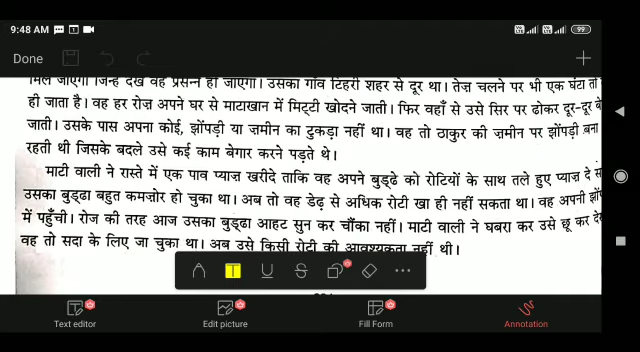 9:48 AM
99
Done
मिल जाएगी जिन्हें देख वह प्रसन्न हो जाएगा। उसका गाँव टिहरी शहर से दूर था। तेज़ चलने पर भी एक घंटा तो
ही जाता है। वह हर रोज़ अपने घर से माटाखान में मिट्टी खोदने जाती। फिर वहाँ से उसे सिर पर ढोकर दूर-दूर
जाती। उसके पास अपना कोई, झोंपड़ी या ज़मीन का टुकड़ा नहीं था। वह तो ठाकुर की ज़मीन पर झोंपड़ी बना
रहती थी जिसके बदले उसे कई काम बेगार करने पड़ते थे।
माटी वाली ने रास्ते में एक पाव प्याज़ खरीदे ताकि वह अपने बुड्ढे को रोटियों के साथ तले हुए प्याज़ दे
उसका बुड्ढा बहुत कमज़ोर हो चुका था। अब तो वह डेढ़ से अधिक रोटी खा ही नहीं सकता था। वह अपनी
में पहुँची। रोज की तरह आज उसका बुड्ढा आहट सुन कर चौंका नहीं। माटी वाली ने घबरा कर उसे छू कर
वह तो सदा के लिए जा चुका था। अब उसे किसी रोटी की आवश्यकता नहीं थी।
Text editor
Edit picture
Fill Form
Annotation